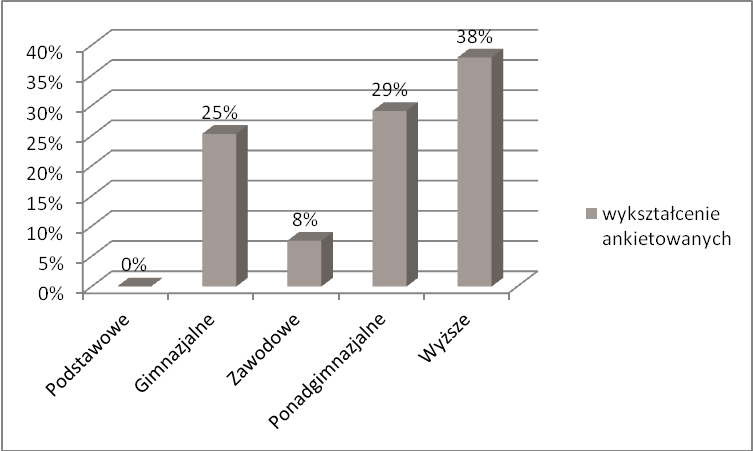 40%
35%
30%
25%
20%
15%
10%
5%
0%
0%
25%
8%
29%
38%
Podstawowe
Gimnazjalne
Zawodowe
Ponadgimnazjalne
Wyższe
wykształcenie
ankietowanych